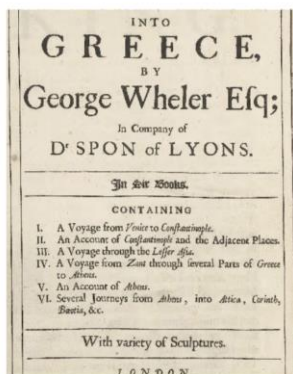 INTO
GREECE,
BY
George Wheler Eſq;
In Company of
Dʳ SPON of LYONS.
In ſix Books.
CONTAINING
I. A Voyage from Venice to Conſtantinople.
II. An Account of Conſtantinople and the Adjacent Places.
III. A Voyage through the Leſſer Aſia.
IV. A Voyage from Zant through ſeveral Parts of Greece
to Athens.
V. An Account of Athens.
VI. Several Journeys from Athens, into Attica, Corinth,
Bœotia, &c.
With variety of Sculptures.
LONDON